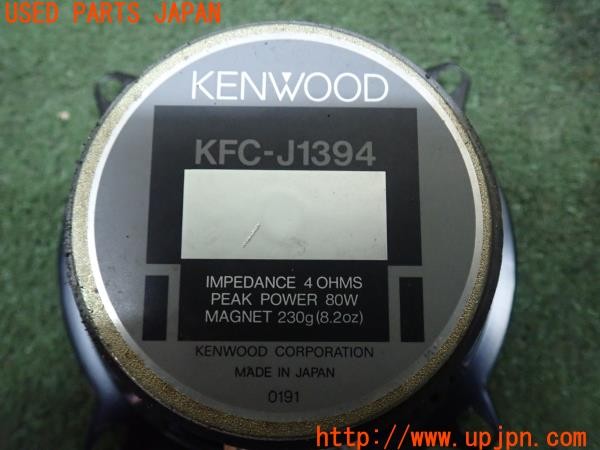 USED PARTS JAPAN
KENWOOD
KFC-J1394
IMPEDANCE 4 OHMS
PEAK POWER 80W
MAGNET 230g(8.2oz)
KENWOOD CORPORATION
MADE IN JAPAN
0191
http://www.upjpn.com